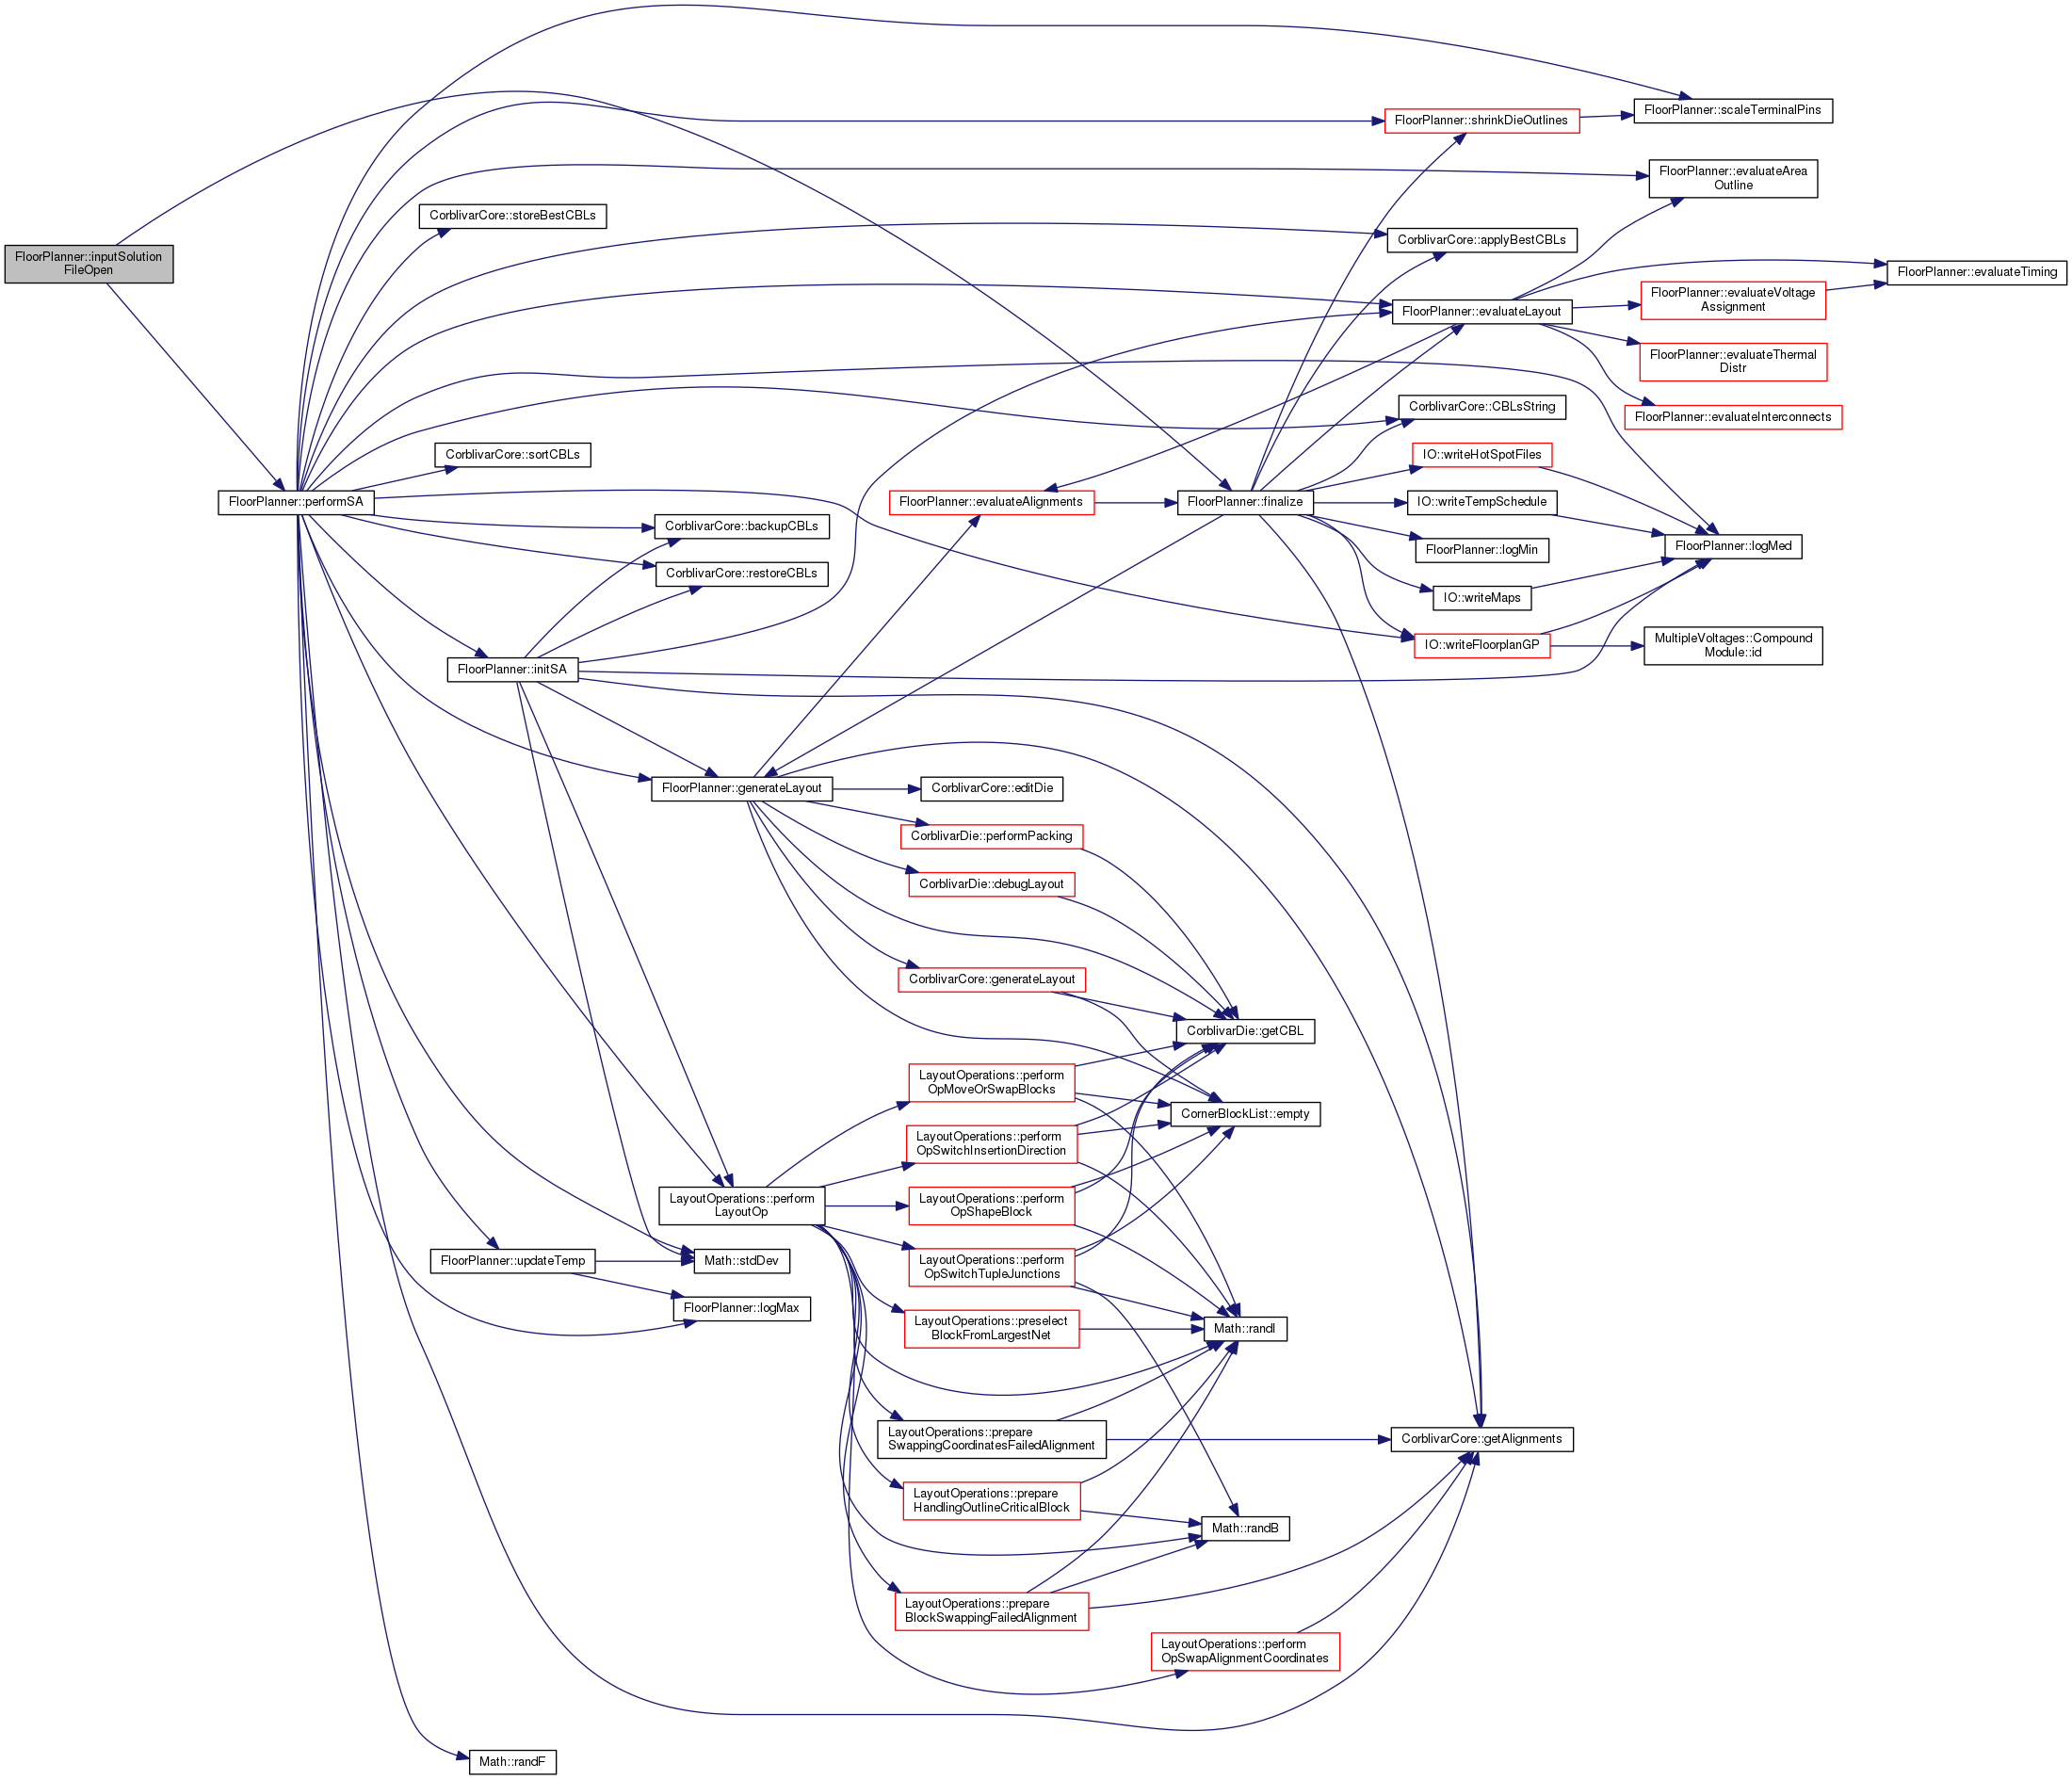 FloorPlanner::inputSolution
FileOpen
FloorPlanner::performSA
CorblivarCore::storeBestCBLs
CorblivarCore::sortCBLs
CorblivarCore::backupCBLs
CorblivarCore::restoreCBLs
FloorPlanner::initSA
FloorPlanner::generateLayout
LayoutOperations::perform
LayoutOp
FloorPlanner::updateTemp
Math::stdDev
FloorPlanner::logMax
Math::randF
FloorPlanner::evaluateAlignments
CorblivarCore::editDie
CorblivarDie::performPacking
CorblivarDie::debugLayout
CorblivarCore::generateLayout
LayoutOperations::perform
OpMoveOrSwapBlocks
LayoutOperations::perform
OpSwitchInsertionDirection
LayoutOperations::perform
OpShapeBlock
LayoutOperations::perform
OpSwitchTupleJunctions
LayoutOperations::preselect
BlockFromLargestNet
LayoutOperations::prepare
SwappingCoordinatesFailedAlignment
LayoutOperations::prepare
HandlingOutlineCriticalBlock
LayoutOperations::prepare
BlockSwappingFailedAlignment
FloorPlanner::finalize
CorblivarDie::getCBL
CornerBlockList::empty
Math::randI
Math::randB
LayoutOperations::perform
OpSwapAlignmentCoordinates
FloorPlanner::shrinkDieOutlines
CorblivarCore::applyBestCBLs
FloorPlanner::evaluateLayout
CorblivarCore::CBLsString
IO::writeHotSpotFiles
IO::writeTempSchedule
FloorPlanner::logMin
IO::writeMaps
IO::writeFloorplanGP
CorblivarCore::getAlignments
FloorPlanner::scaleTerminalPins
FloorPlanner::evaluateArea
Outline
FloorPlanner::evaluateVoltage
Assignment
FloorPlanner::evaluateThermal
Distr
FloorPlanner::evaluateInterconnects
FloorPlanner::logMed
MultipleVoltages::Compound
Module::id
FloorPlanner::evaluateTiming